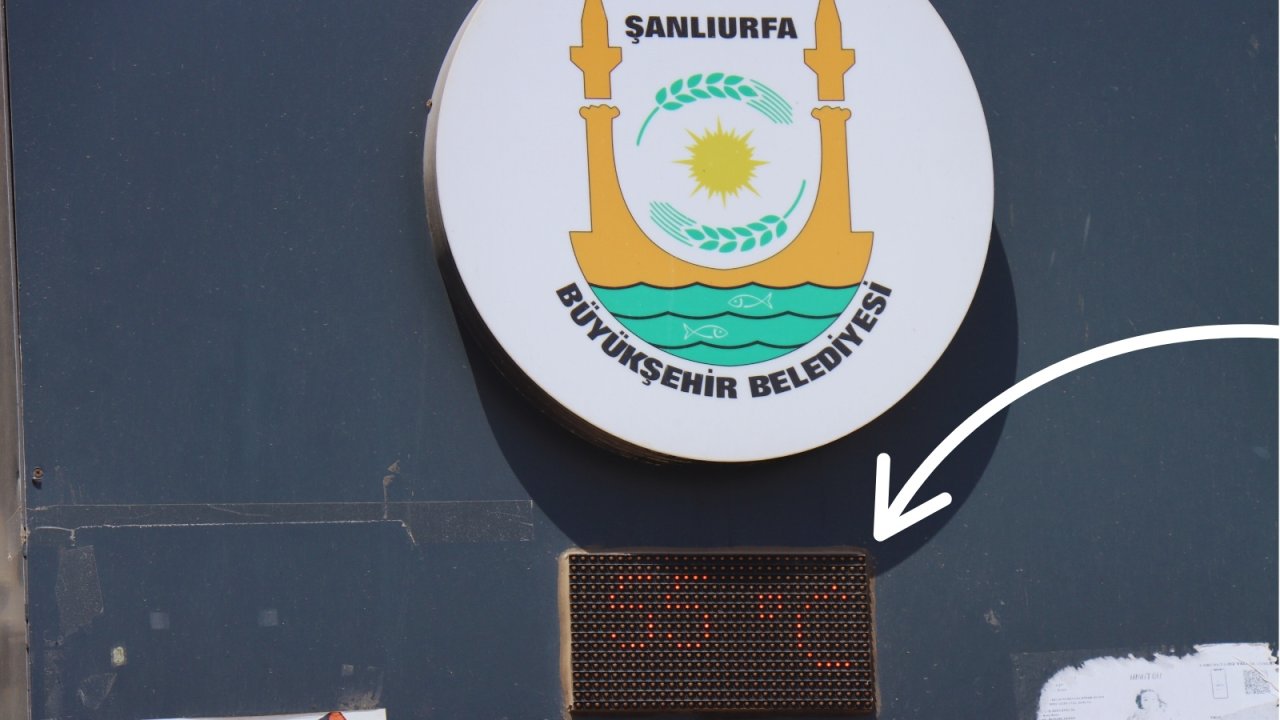 ŞANLIURFA
BÜYÜKŞEHİR BELEDİYESİ
55 °C